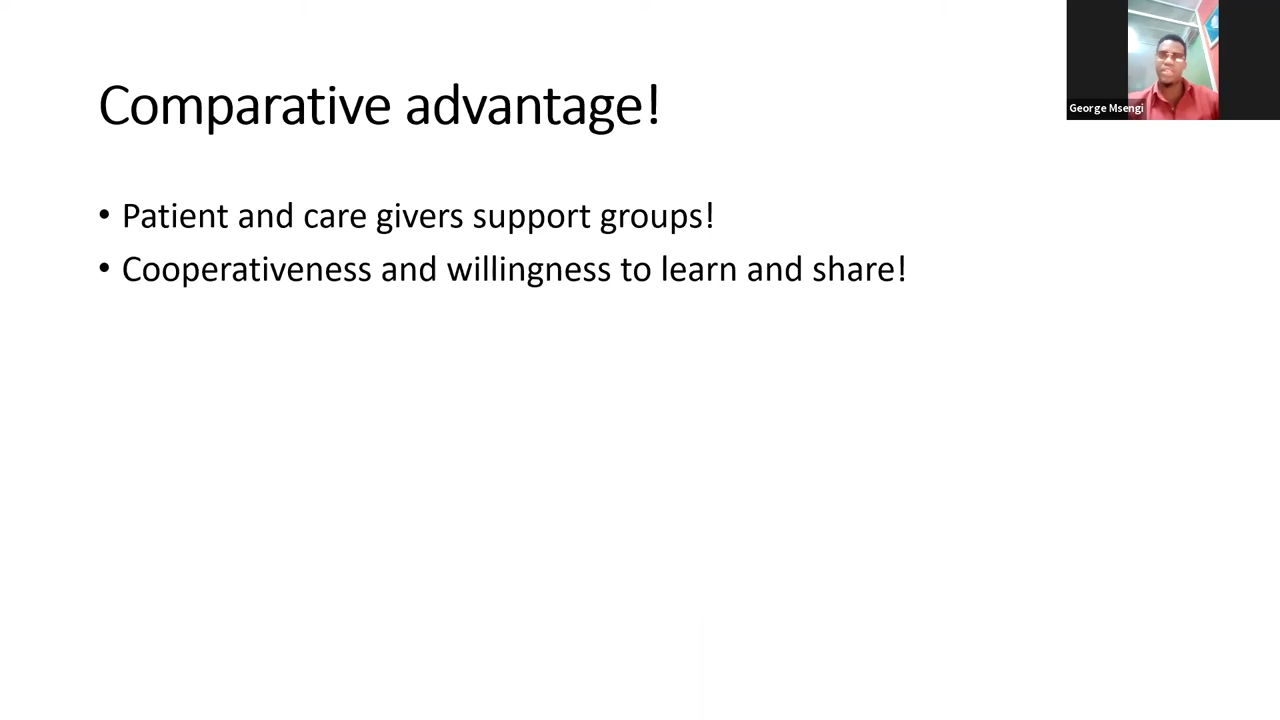 Comparative advantage!
George Msengi
• Patient and care givers support groups!
• Cooperativeness and willingness to learn and share!